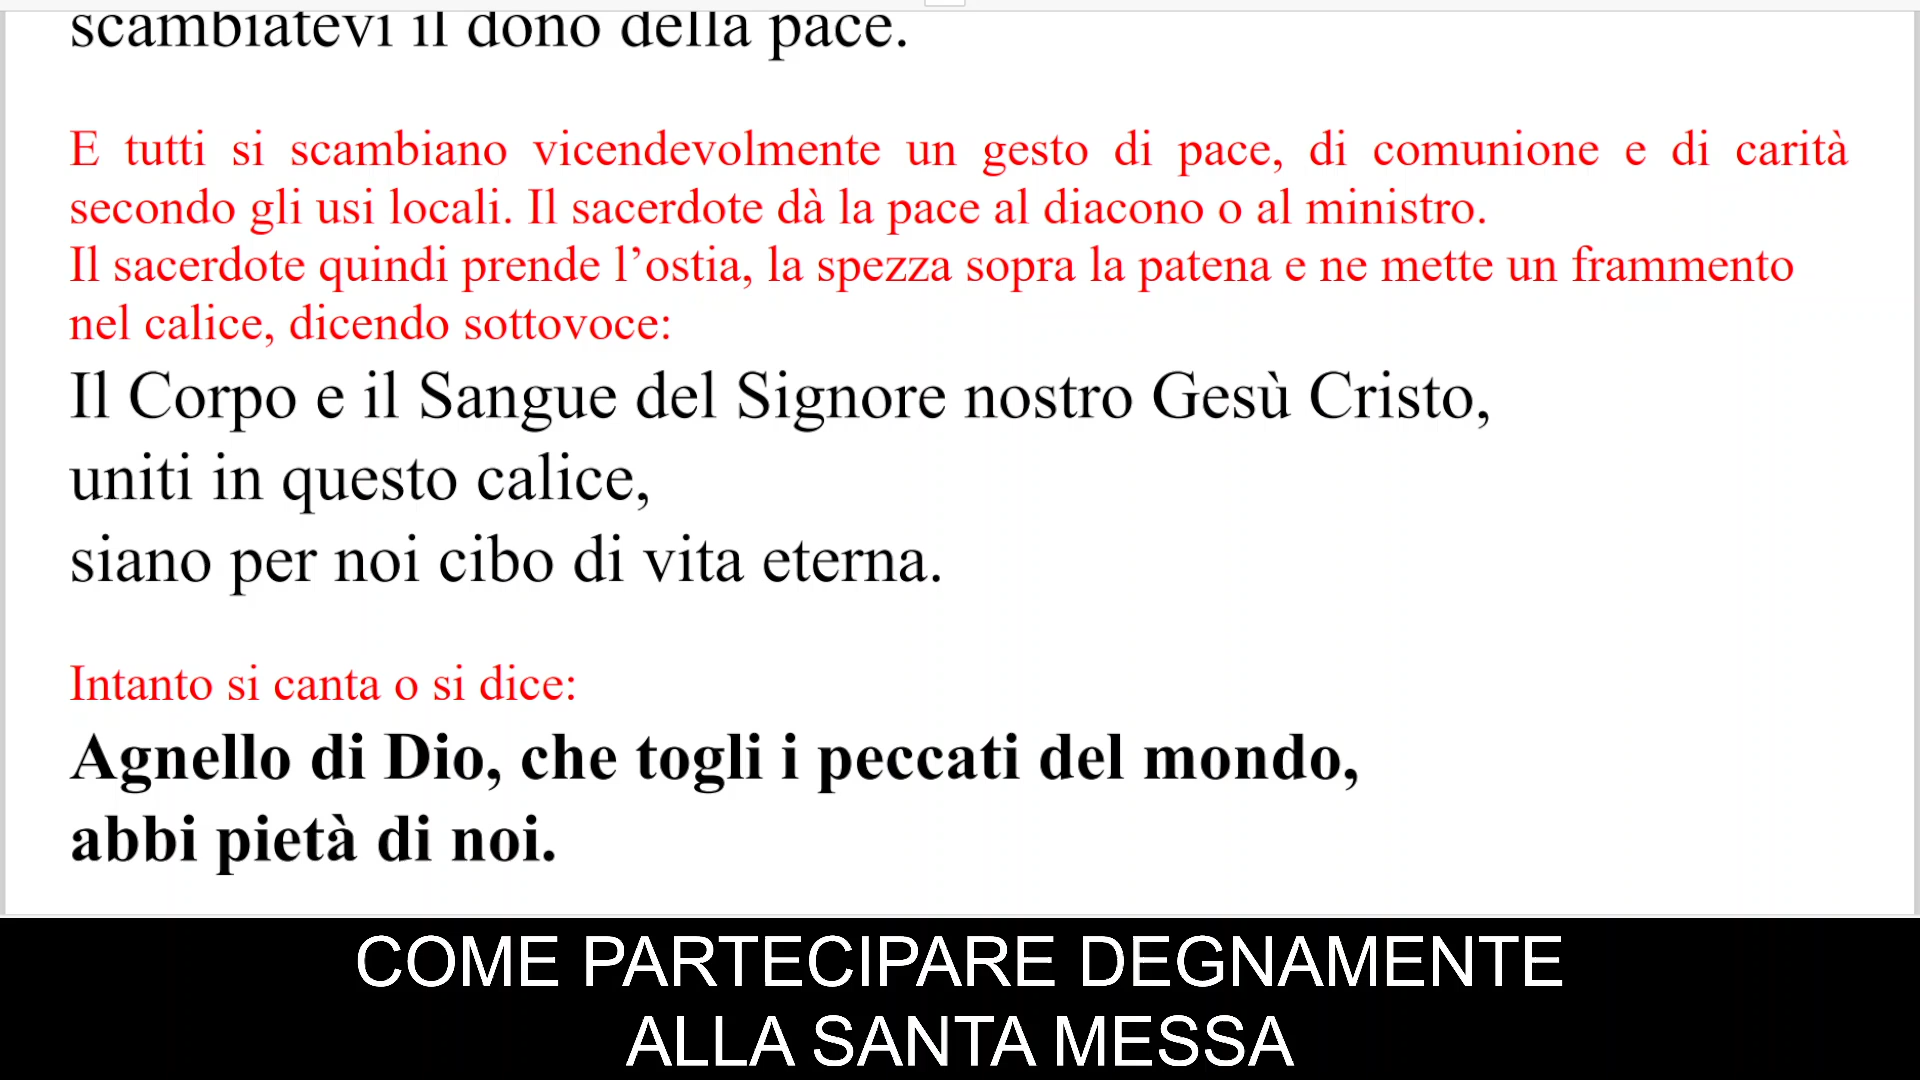 scambiatevi il dono della pace.
E tutti si scambiano vicendevolmente un gesto di pace, di comunione e di carità
secondo gli usi locali. Il sacerdote dà la pace al diacono o al ministro.
Il sacerdote quindi prende l’ostia, la spezza sopra la patena e ne mette un frammento
nel calice, dicendo sottovoce:
Il Corpo e il Sangue del Signore nostro Gesù Cristo,
uniti in questo calice,
siano per noi cibo di vita eterna.
Intanto si canta o si dice:
Agnello di Dio, che togli i peccati del mondo,
abbi pietà di noi.
COME PARTECIPARE DEGNAMENTE
ALLA SANTA MESSA